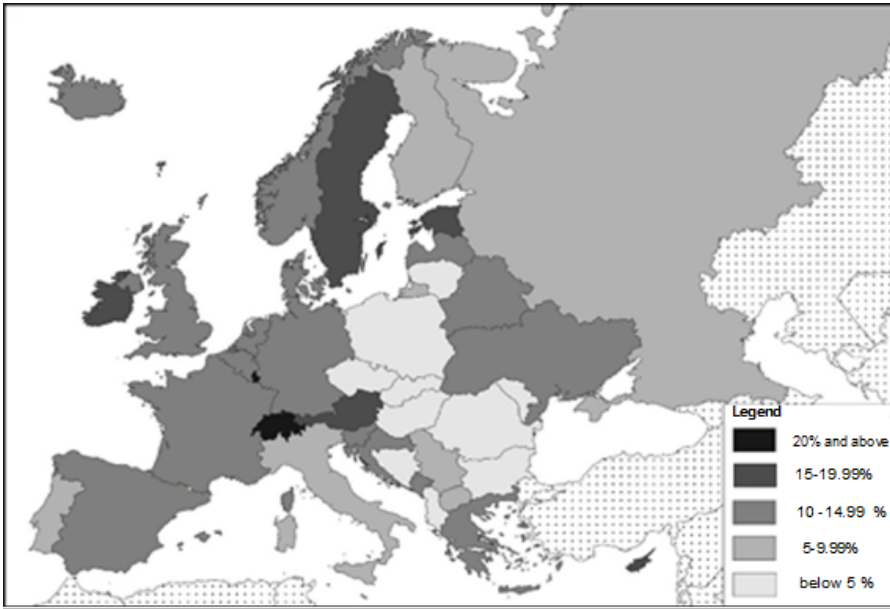 Legend
20% and above
15-19.99%
10 -14.99 %
5-9.99%
below 5 %